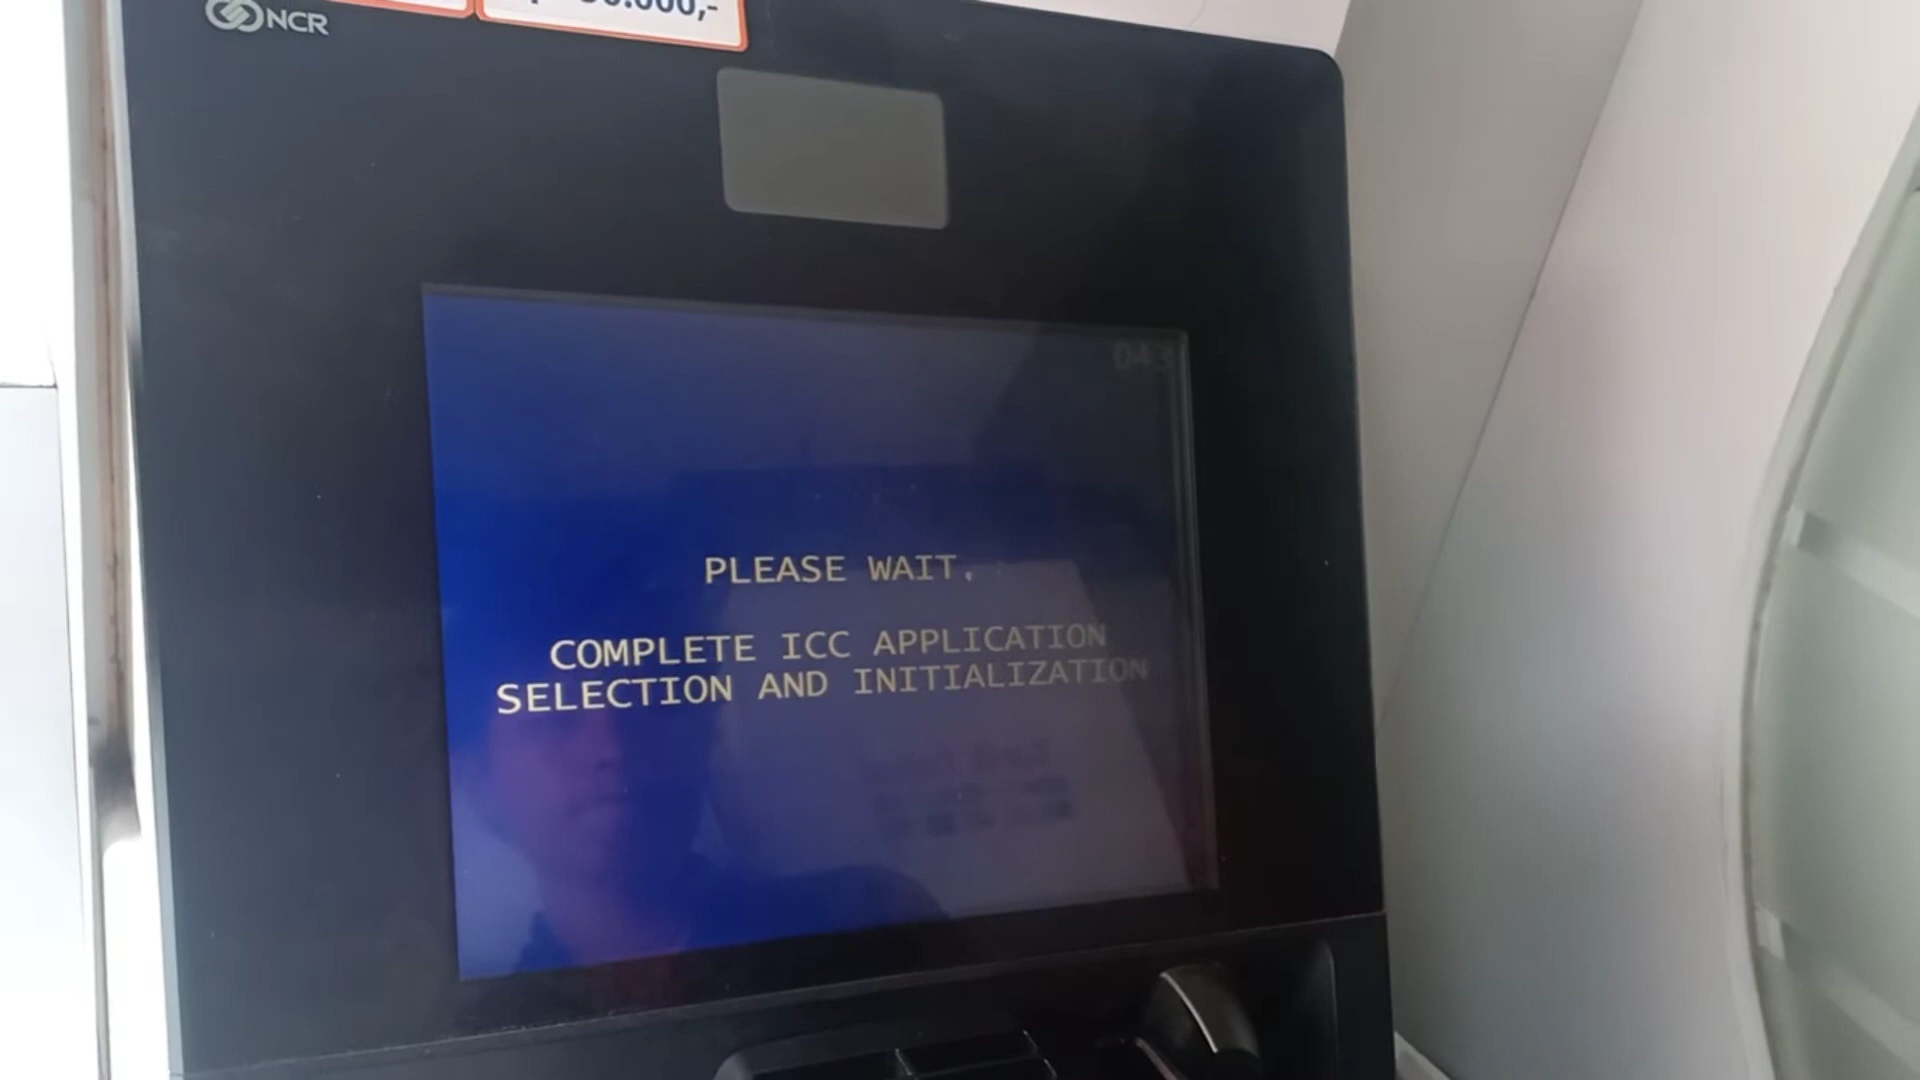 NCR
PLEASE WAIT.
COMPLETE ICC APPLICATION
SELECTION AND INITIALIZATION